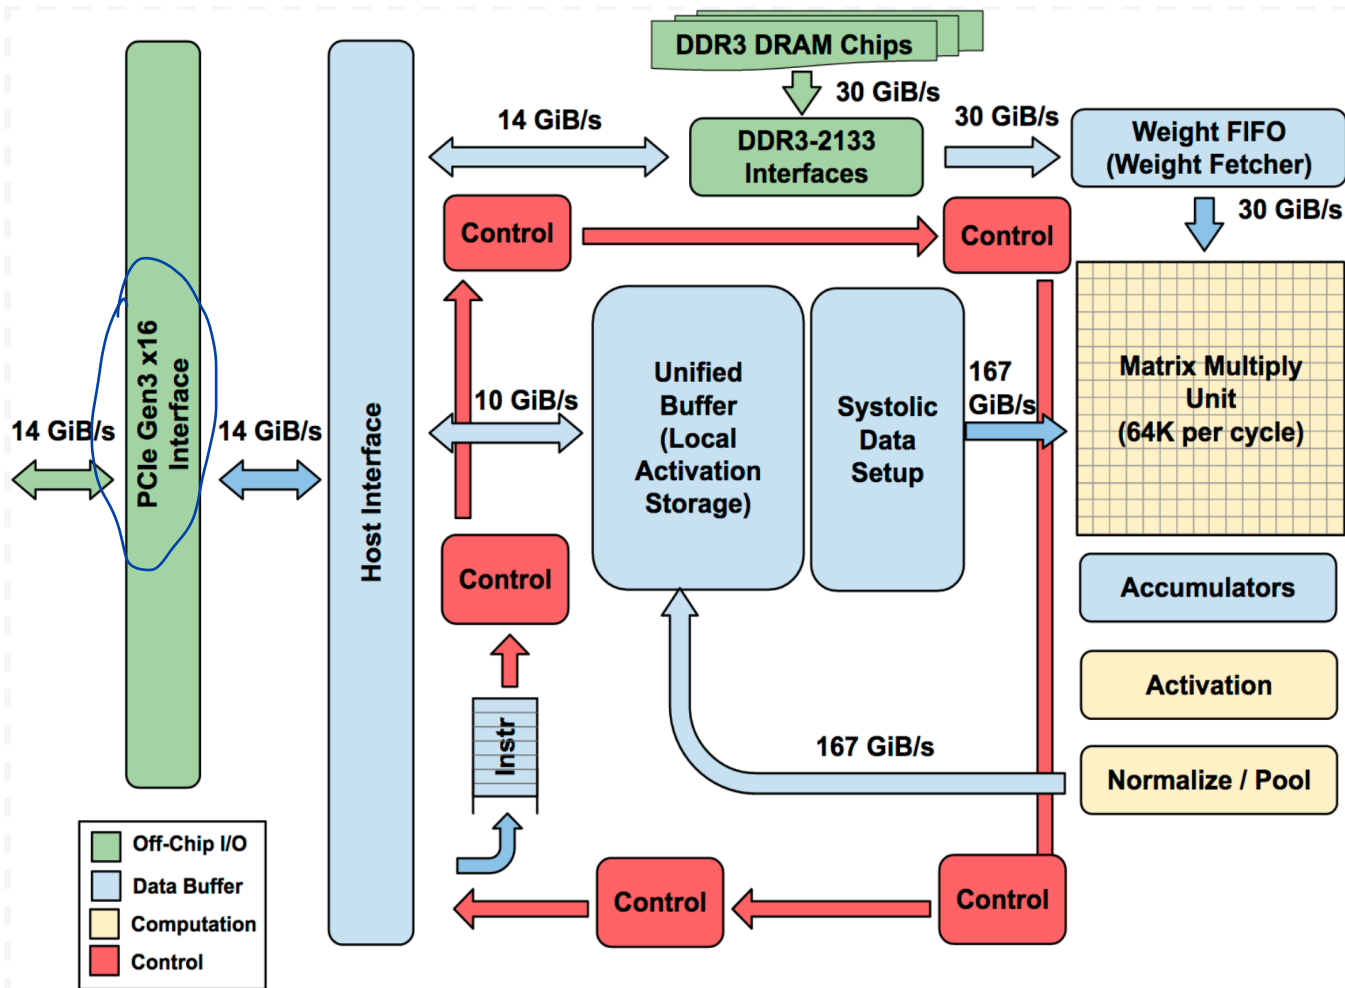 DDR3 DRAM Chips
30 GiB/s
14 GiB/s
30 GiB/s
DDR3-2133
Interfaces
Weight FIFO
(Weight Fetcher)
30 GiB/s
Control
Control
PCIe Gen3 x16
Interface
14 GiB/s
14 GiB/s
Host Interface
10 GiB/s
Unified
Buffer
(Local
Activation
Storage)
Systolic
Data
Setup
167
GiB/s
Matrix Multiply
Unit
(64K per cycle)
Control
Accumulators
Activation
Instr
167 GiB/s
Normalize / Pool
Off-Chip I/O
Data Buffer
Computation
Control
Control
Control